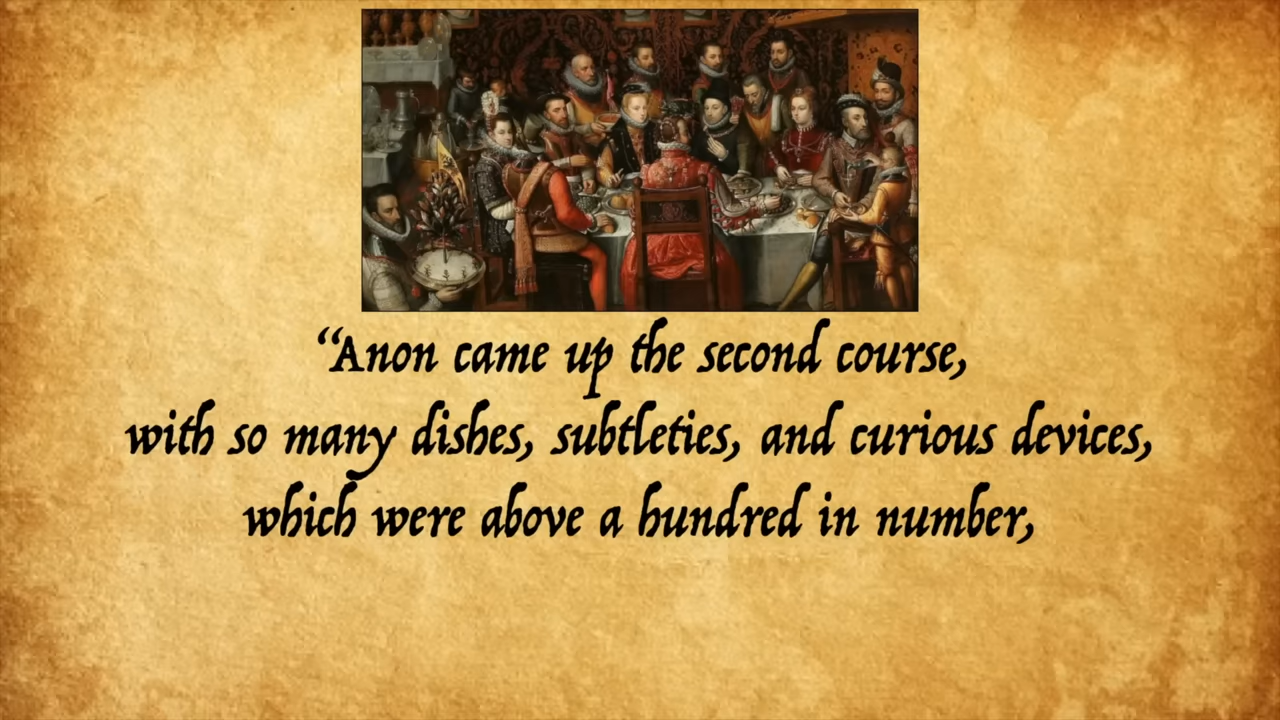 “Anon came up the second course,
with so many dishes, subtleties, and curious devices,
which were above a hundred in number,